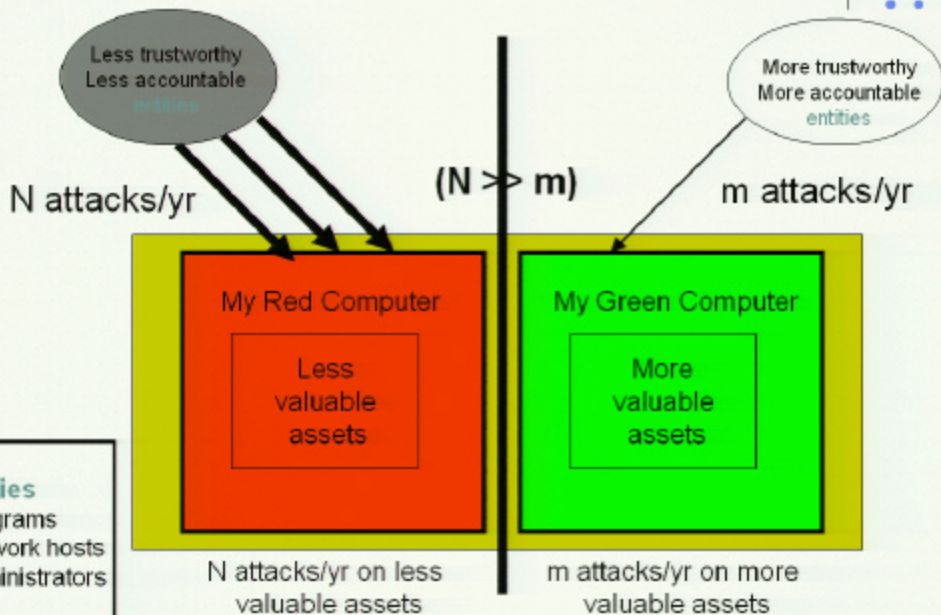 Less trustworthy
Less accountable
entities
More trustworthy
More accountable
entities
N attacks/yr
(N >> m)
m attacks/yr
My Red Computer
My Green Computer
Less
valuable
assets
More
valuable
assets
ies
grams
work hosts
ministrators
N attacks/yr on less
valuable assets
m attacks/yr on more
valuable assets